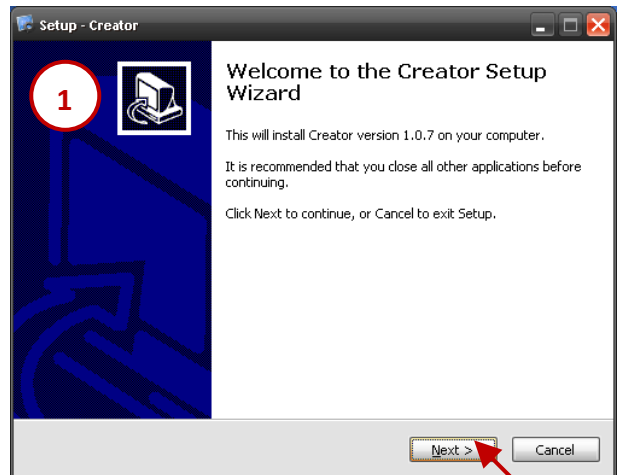 Setup - Creator
1
Welcome to the Creator Setup
Wizard
This will install Creator version 1.0.7 on your computer.
It is recommended that you close all other applications before
continuing.
Click Next to continue, or Cancel to exit Setup.
Next >
Cancel